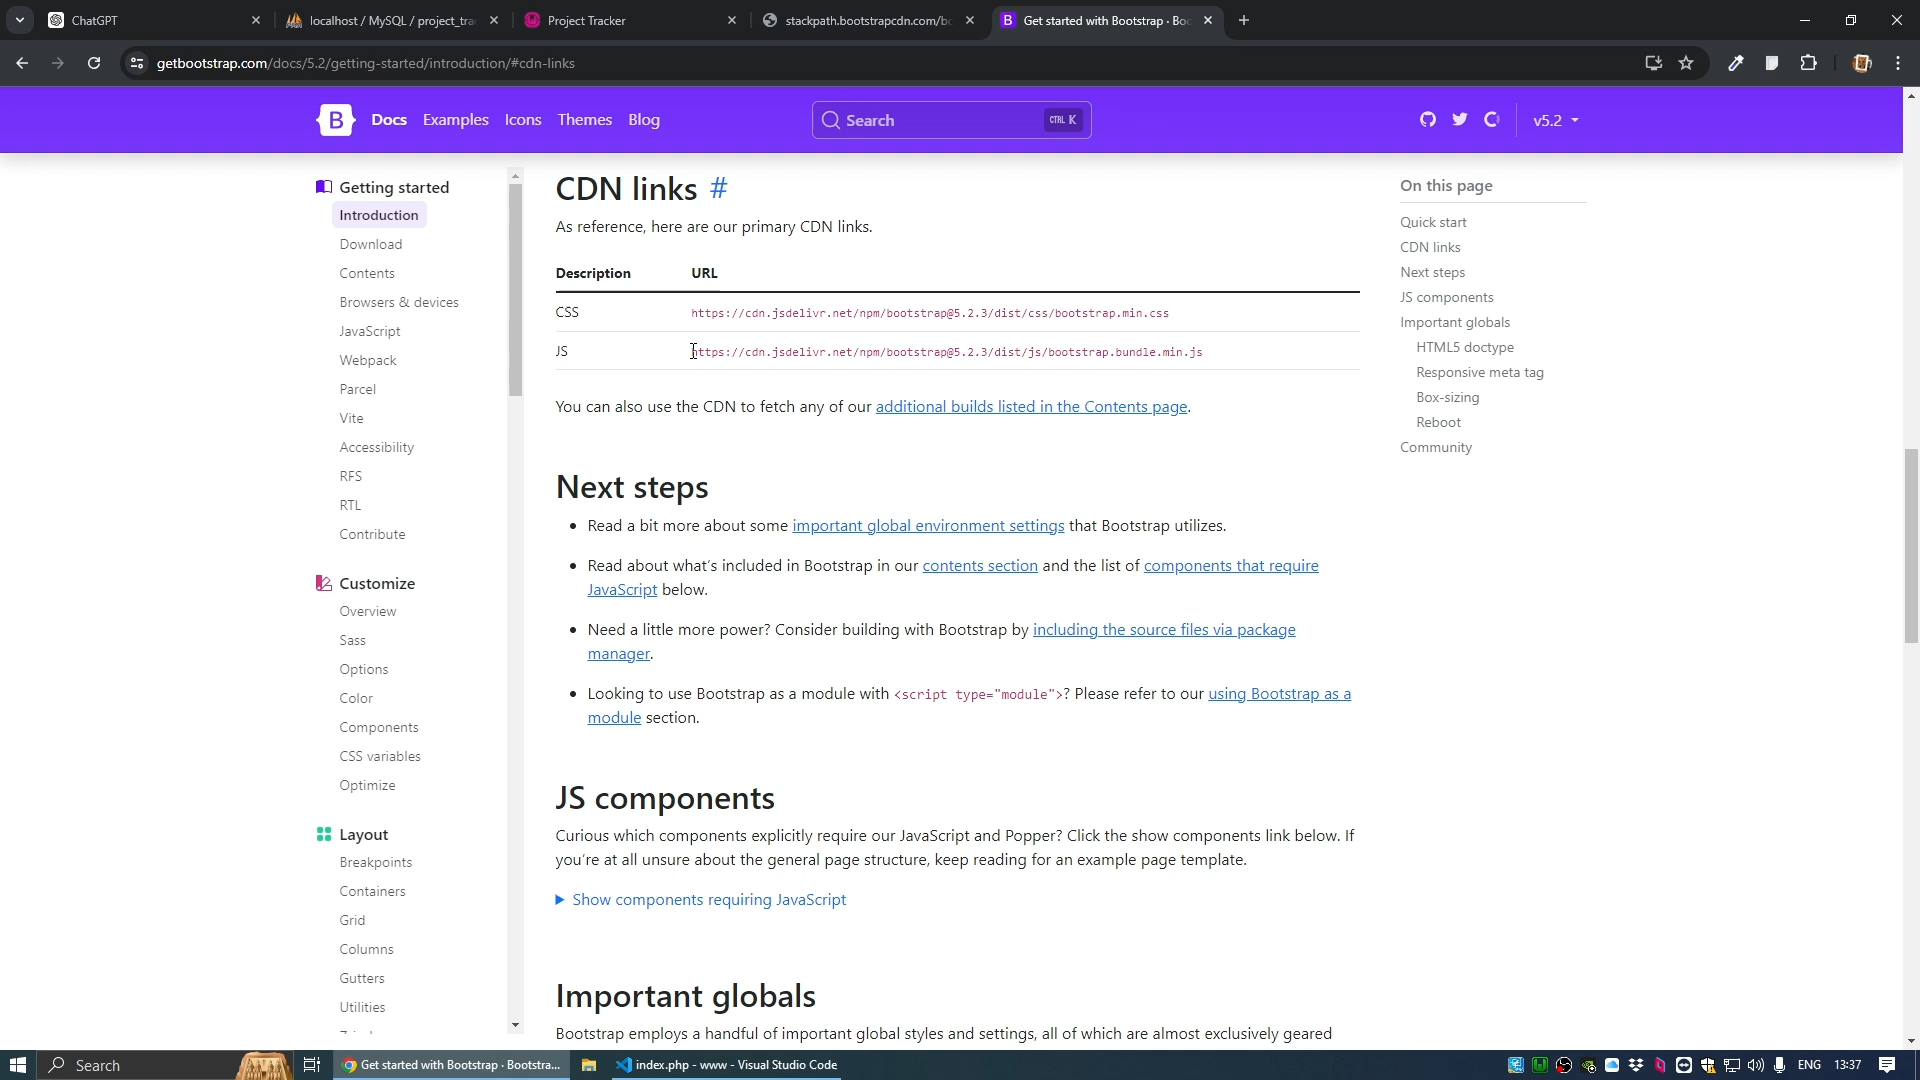 ChatGPT
localhost / MySQL / project_tra
Project Tracker
stackpath.bootstrapcdn.com/bo
Get started with Bootstrap · Boo
getbootstrap.com/docs/5.2/getting-started/introduction/#cdn-links
B Docs Examples Icons Themes Blog
Search CTRL K
v5.2
Getting started
Introduction
Download
Contents
Browsers & devices
JavaScript
Webpack
Parcel
Vite
Accessibility
RFS
RTL
Contribute
Customize
Overview
Sass
Options
Color
Components
CSS variables
Optimize
Layout
Breakpoints
Containers
Grid
Columns
Gutters
Utilities
CDN links #
As reference, here are our primary CDN links.
Description URL
CSS https://cdn.jsdelivr.net/npm/bootstrap@5.2.3/dist/css/bootstrap.min.css
JS https://cdn.jsdelivr.net/npm/bootstrap@5.2.3/dist/js/bootstrap.bundle.min.js
You can also use the CDN to fetch any of our additional builds listed in the Contents page.
Next steps
• Read a bit more about some important global environment settings that Bootstrap utilizes.
• Read about what's included in Bootstrap in our contents section and the list of components that require
JavaScript below.
• Need a little more power? Consider building with Bootstrap by including the source files via package
manager.
• Looking to use Bootstrap as a module with <script type="module">? Please refer to our using Bootstrap as a
module section.
JS components
Curious which components explicitly require our JavaScript and Popper? Click the show components link below. If
you're at all unsure about the general page structure, keep reading for an example page template.
Show components requiring JavaScript
Important globals
Bootstrap employs a handful of important global styles and settings, all of which are almost exclusively geared
On this page
Quick start
CDN links
Next steps
JS components
Important globals
HTML5 doctype
Responsive meta tag
Box-sizing
Reboot
Community
Search
Get started with Bootstrap · Bootstra...
index.php - www - Visual Studio Code
ENG 13:37